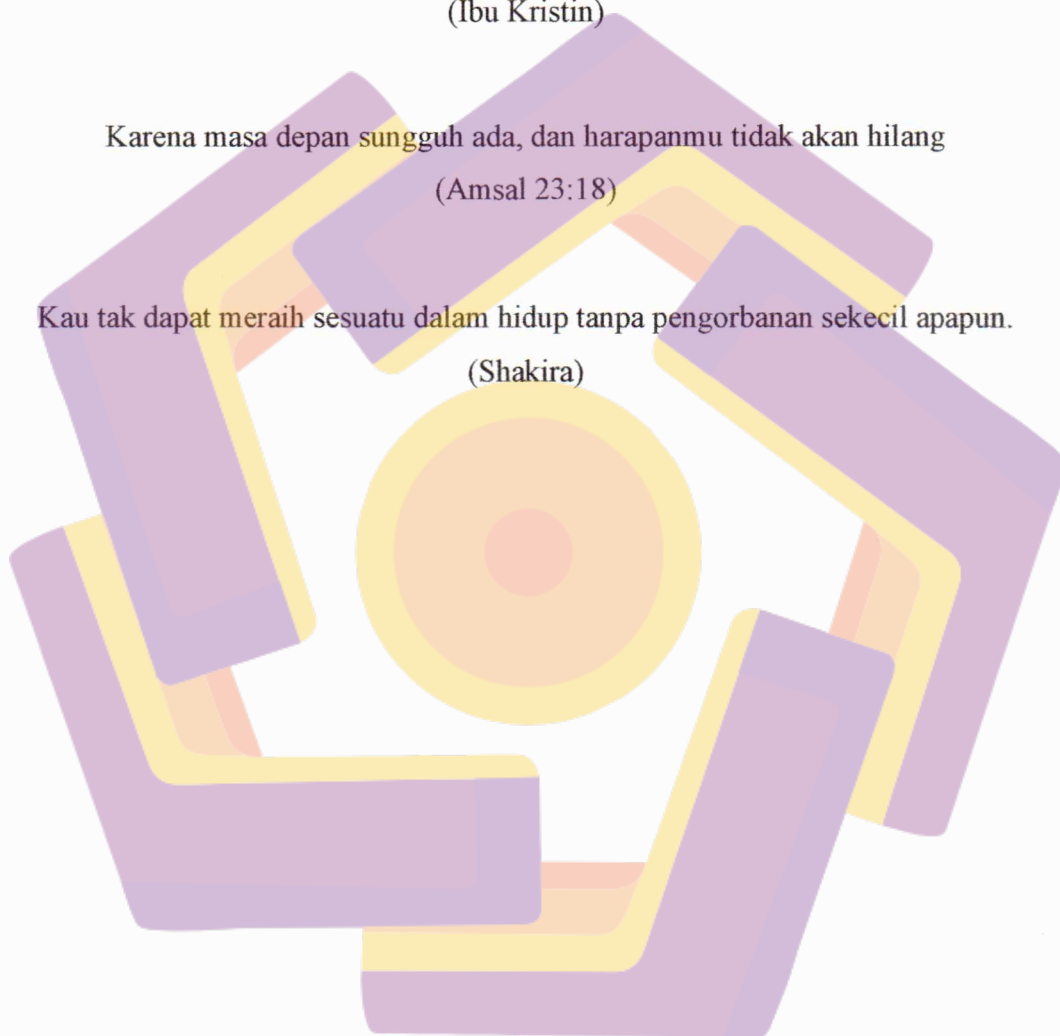 (Ibu Kristin)
Karena masa depan sungguh ada, dan harapanmu tidak akan hilang
(Amsal 23:18)
Kau tak dapat meraih sesuatu dalam hidup tanpa pengorbanan sekecil apapun.
(Shakira)